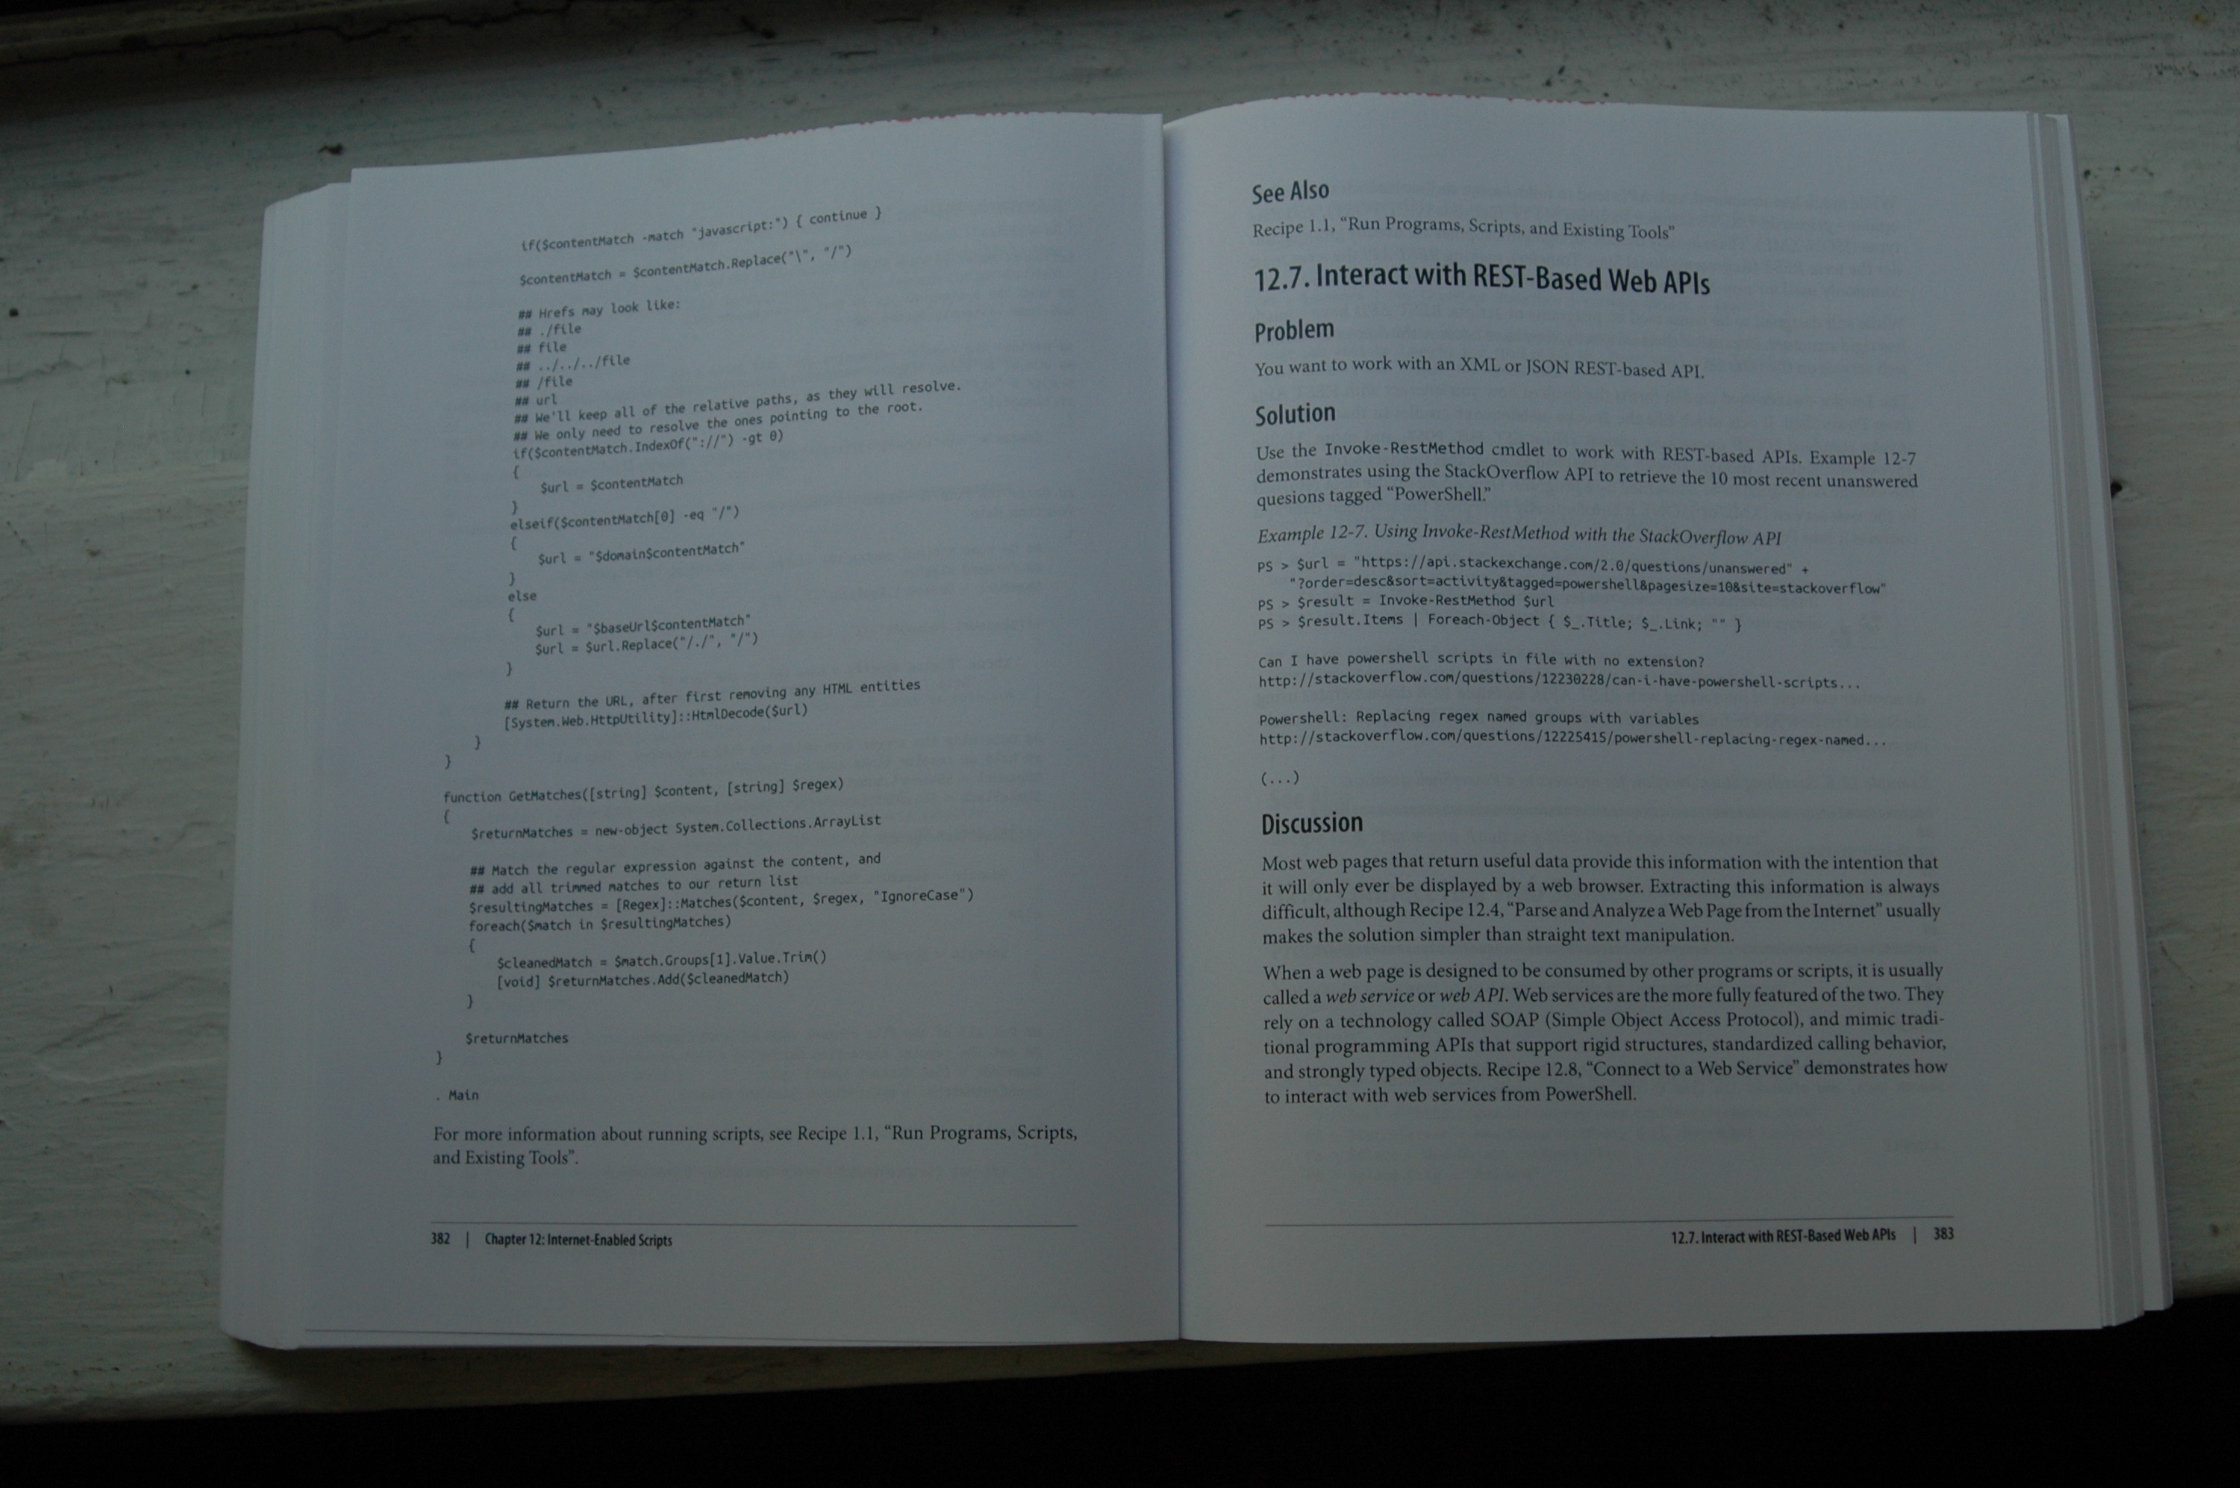 if($contentMatch -match "javascript:") { continue }
$contentMatch = $contentMatch.Replace("\", "/")
## Hrefs may look like:
## ./file
## file
## ../../../file
## /file
## url
## We'll keep all of the relative paths, as they will resolve.
## We only need to resolve the ones pointing to the root.
if($contentMatch.IndexOf("://") -gt 0)
{
$url = $contentMatch
}
elseif($contentMatch[0] -eq "/")
{
$url = "$domain$contentMatch"
}
else
{
$url = "$baseUrl$contentMatch"
$url = $url.Replace("/./", "/")
}
## Return the URL, after first removing any HTML entities
[System.Web.HttpUtility]::HtmlDecode($url)
}
}
function GetMatches([string] $content, [string] $regex)
{
$returnMatches = new-object System.Collections.ArrayList
## Match the regular expression against the content, and
## add all trimmed matches to our return list
$resultingMatches = [Regex]::Matches($content, $regex, "IgnoreCase")
foreach($match in $resultingMatches)
{
$cleanedMatch = $match.Groups[1].Value.Trim()
[void] $returnMatches.Add($cleanedMatch)
}
$returnMatches
}
. Main
For more information about running scripts, see Recipe 1.1, “Run Programs, Scripts,
and Existing Tools”.
382 | Chapter 12: Internet-Enabled Scripts
See Also
Recipe 1.1, “Run Programs, Scripts, and Existing Tools”
12.7. Interact with REST-Based Web APIs
Problem
You want to work with an XML or JSON REST-based API.
Solution
Use the Invoke-RestMethod cmdlet to work with REST-based APIs. Example 12-7
demonstrates using the StackOverflow API to retrieve the 10 most recent unanswered
quesions tagged “PowerShell.”
Example 12-7. Using Invoke-RestMethod with the StackOverflow API
PS > $url = "https://api.stackexchange.com/2.0/questions/unanswered" +
"?order=desc&sort=activity&tagged=powershell&pagesize=10&site=stackoverflow"
PS > $result = Invoke-RestMethod $url
PS > $result.Items | Foreach-Object { $_.Title; $_.Link; "" }
Can I have powershell scripts in file with no extension?
http://stackoverflow.com/questions/12230228/can-i-have-powershell-scripts...
Powershell: Replacing regex named groups with variables
http://stackoverflow.com/questions/12225415/powershell-replacing-regex-named...
(...)
Discussion
Most web pages that return useful data provide this information with the intention that
it will only ever be displayed by a web browser. Extracting this information is always
difficult, although Recipe 12.4, “Parse and Analyze a Web Page from the Internet” usually
makes the solution simpler than straight text manipulation.
When a web page is designed to be consumed by other programs or scripts, it is usually
called a web service or web API. Web services are the more fully featured of the two. They
rely on a technology called SOAP (Simple Object Access Protocol), and mimic tradi-
tional programming APIs that support rigid structures, standardized calling behavior,
and strongly typed objects. Recipe 12.8, “Connect to a Web Service” demonstrates how
to interact with web services from PowerShell.
12.7. Interact with REST-Based Web APIs | 383